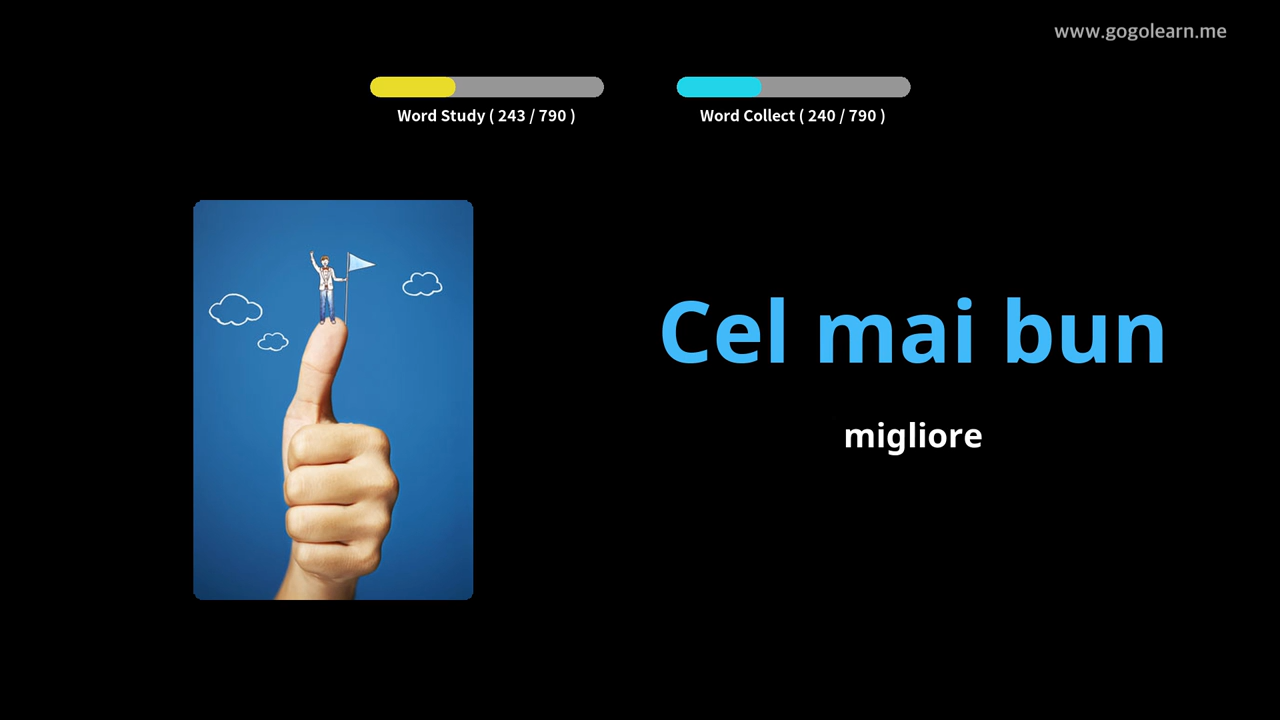 www.gogolearn.me
Word Study ( 243 / 790 )
Word Collect ( 240 / 790 )
Cel mai bun
migliore